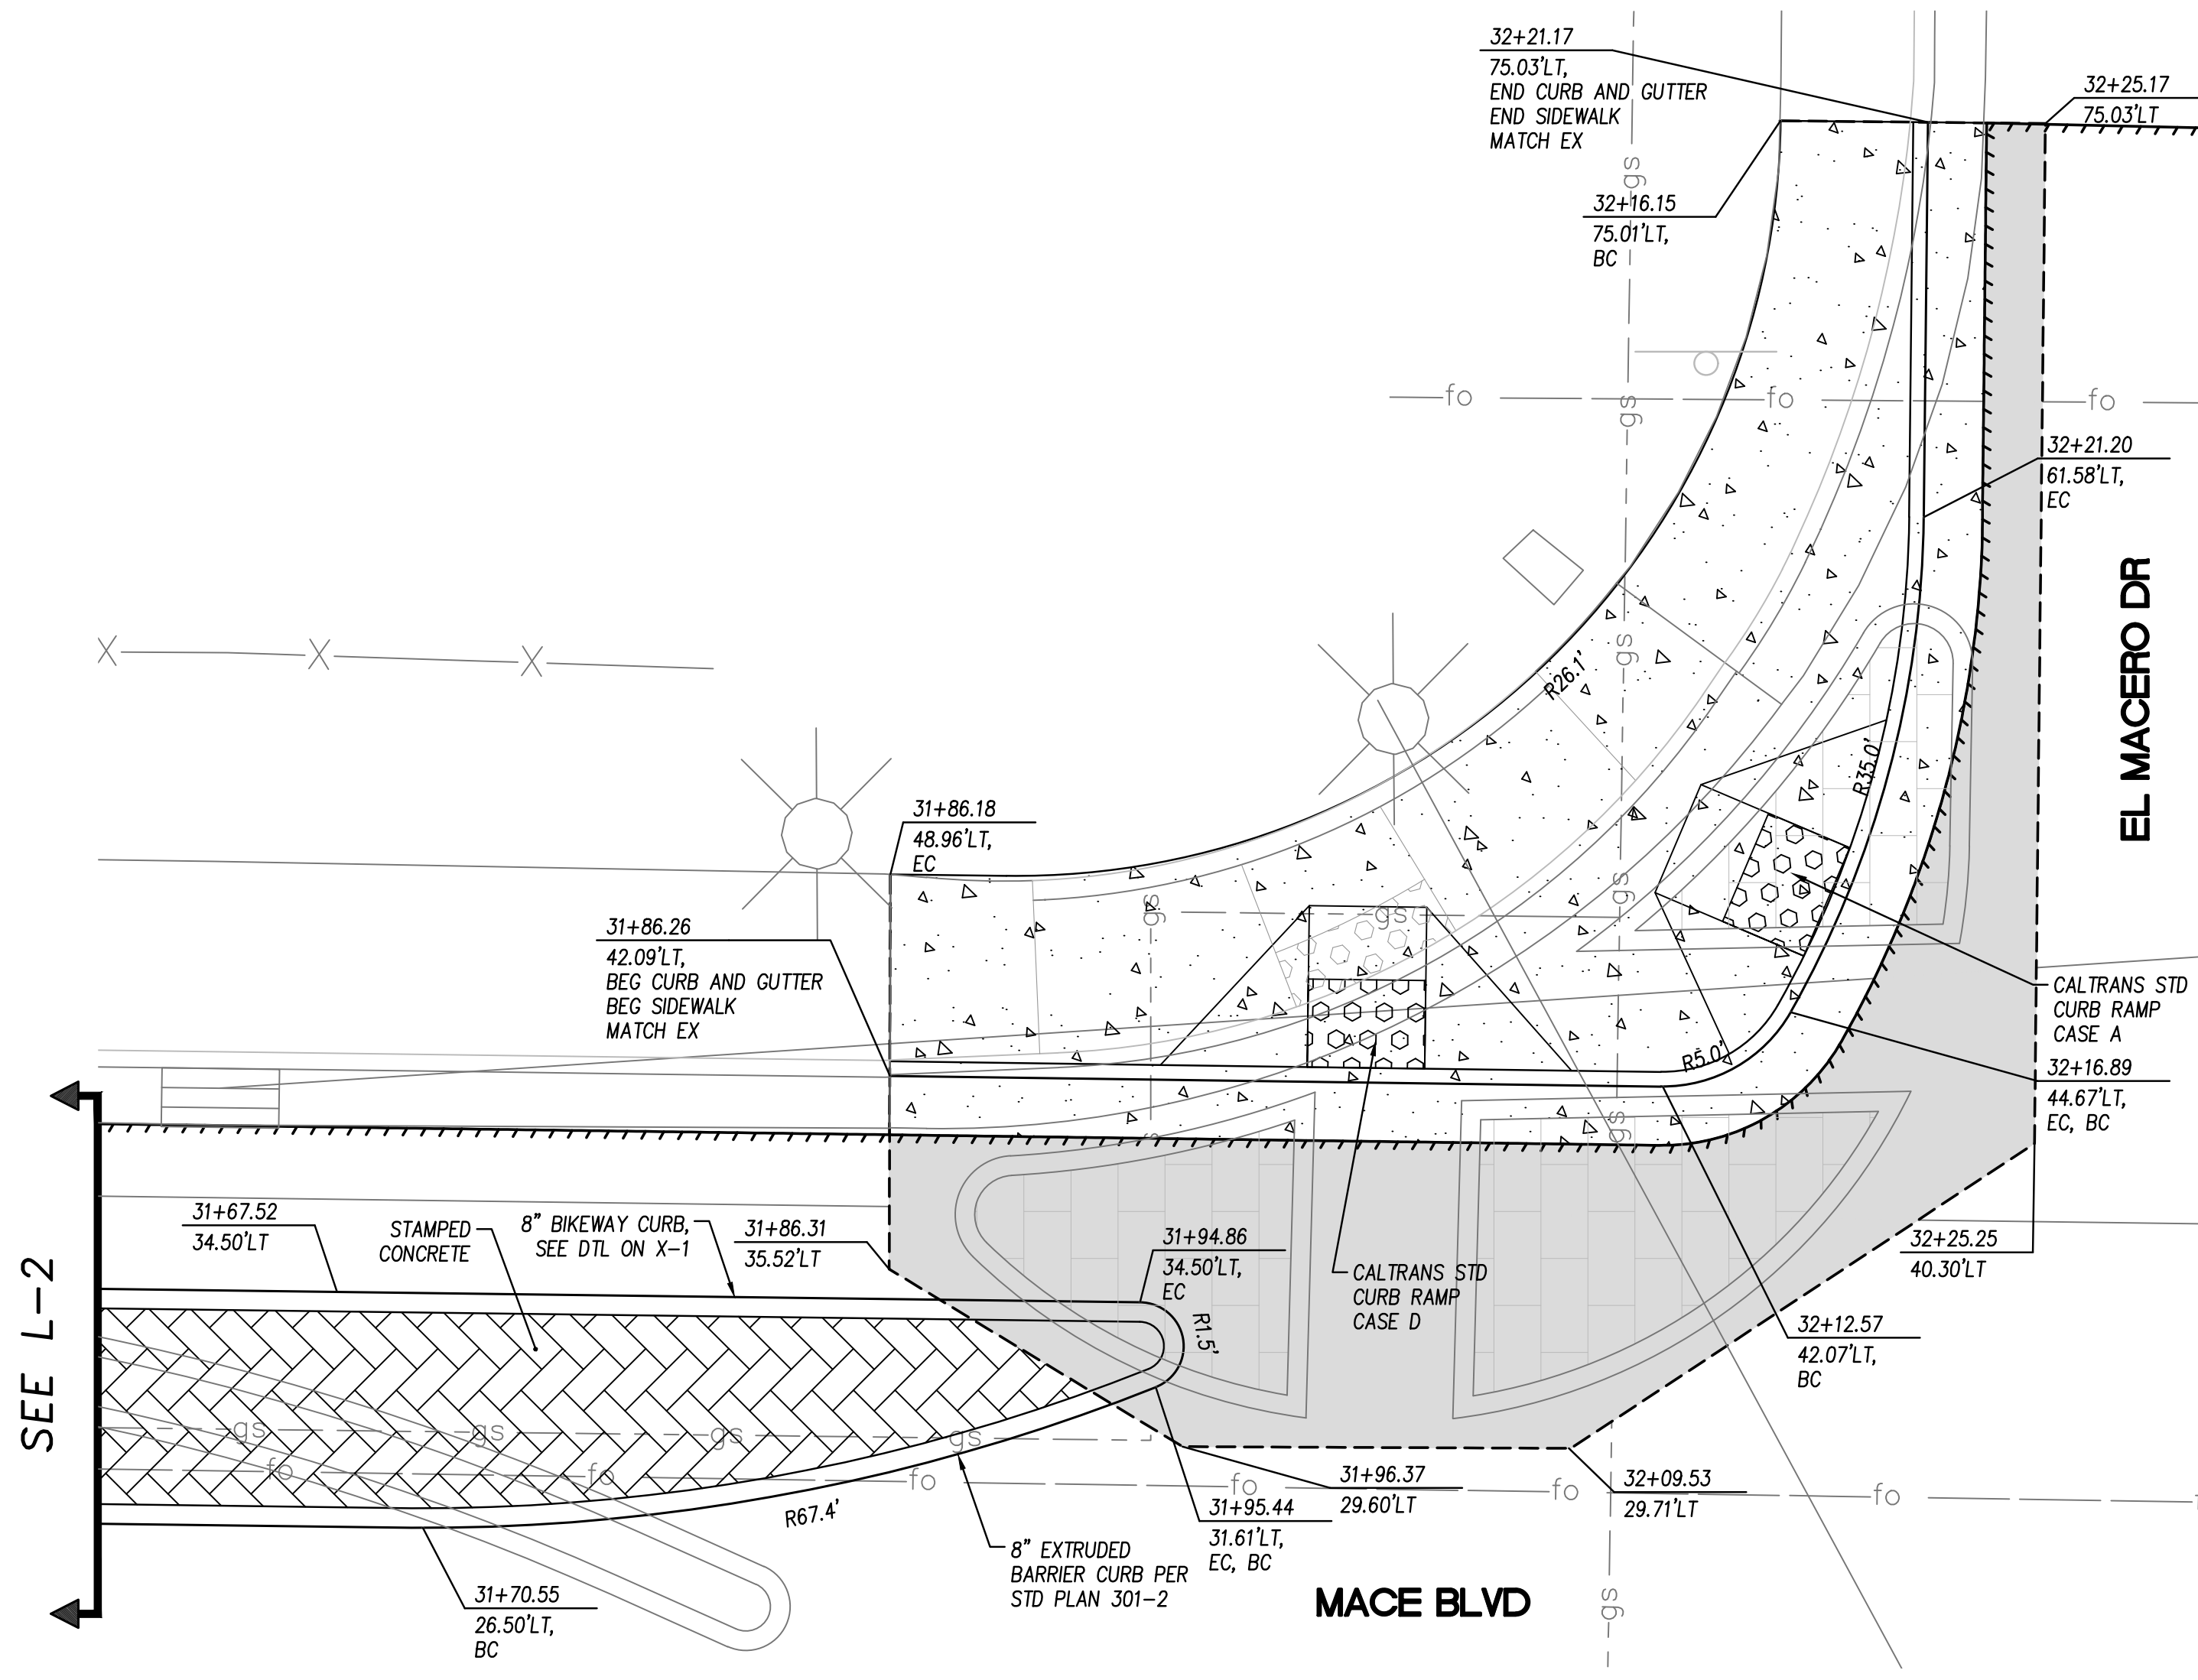 32+21.17
75.03'LT,
END CURB AND GUTTER
END SIDEWALK
MATCH EX
32+25.17
75.03'LT
gs
32+16.15
75.01'LT,
BC
fo
fo
fo
gs
32+21.20
61.58'LT,
EC
EL MACERO DR
X
X
X
gs
R26.1'
R35.0'
31+86.18
48.96'LT,
EC
gs
gs
gs
31+86.26
42.09'LT,
BEG CURB AND GUTTER
BEG SIDEWALK
MATCH EX
CALTRANS STD
CURB RAMP
CASE A
R5.0'
32+16.89
44.67'LT,
EC, BC
gs
31+67.52
34.50'LT
STAMPED
CONCRETE
8" BIKEWAY CURB,
SEE DTL ON X-1
31+86.31
35.52'LT
31+94.86
34.50'LT,
EC
R1.5'
CALTRANS STD
CURB RAMP
CASE D
32+25.25
40.30'LT
32+12.57
42.07'LT,
BC
SEE L-2
gs
gs
gs
gs
fo
fo
fo
fo
fo
fo
31+96.37
29.60'LT
32+09.53
29.71'LT
R67.4'
31+95.44
31.61'LT,
EC, BC
8" EXTRUDED
BARRIER CURB PER
STD PLAN 301-2
31+70.55
26.50'LT,
BC
MACE BLVD
gs